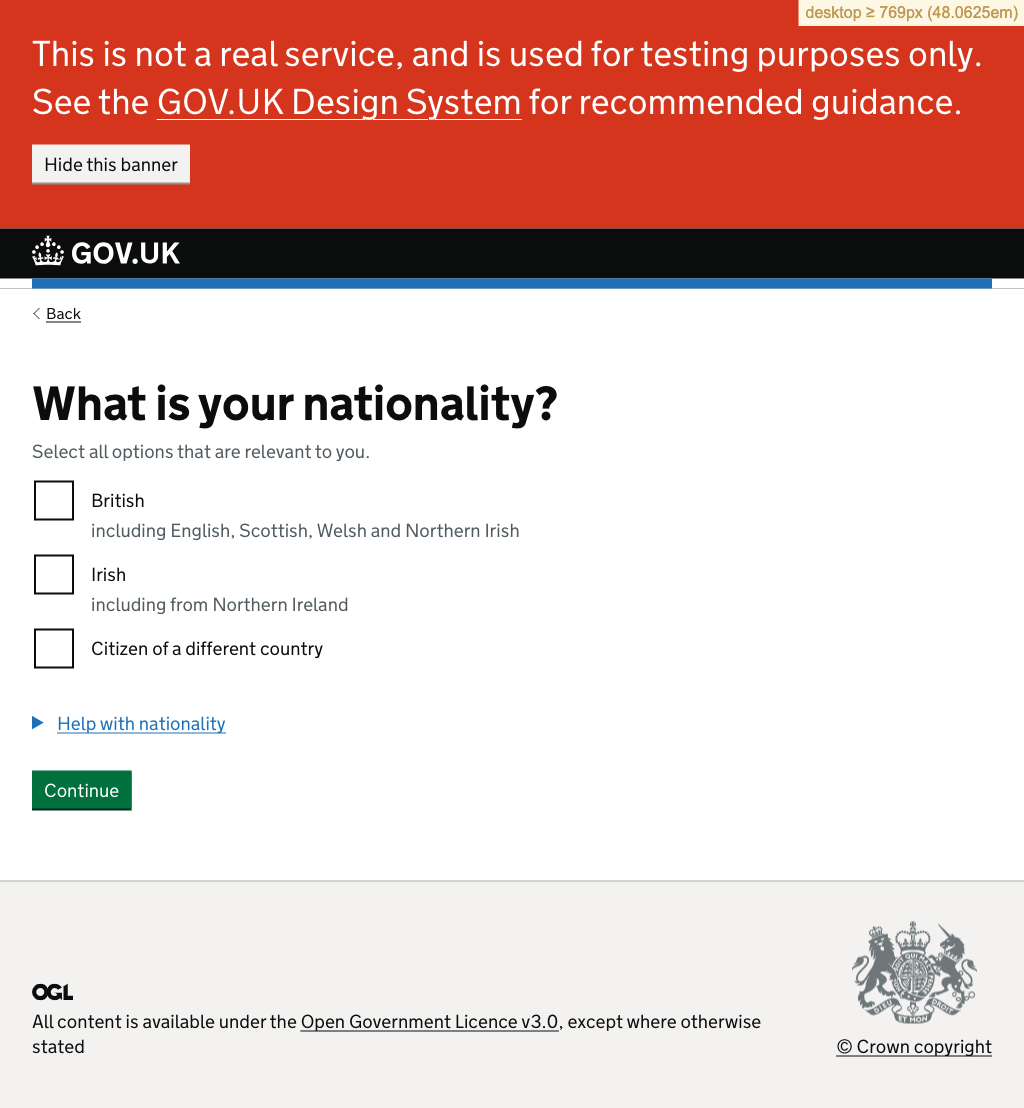 desktop ≥ 769px (48.0625em)
This is not a real service, and is used for testing purposes only.
See the GOV.UK Design System for recommended guidance.
Hide this banner
GOV.UK
Back
What is your nationality?
Select all options that are relevant to you.
British
including English, Scottish, Welsh and Northern Irish
Irish
including from Northern Ireland
Citizen of a different country
Help with nationality
Continue
OGL
All content is available under the Open Government Licence v3.0, except where otherwise
stated
© Crown copyright